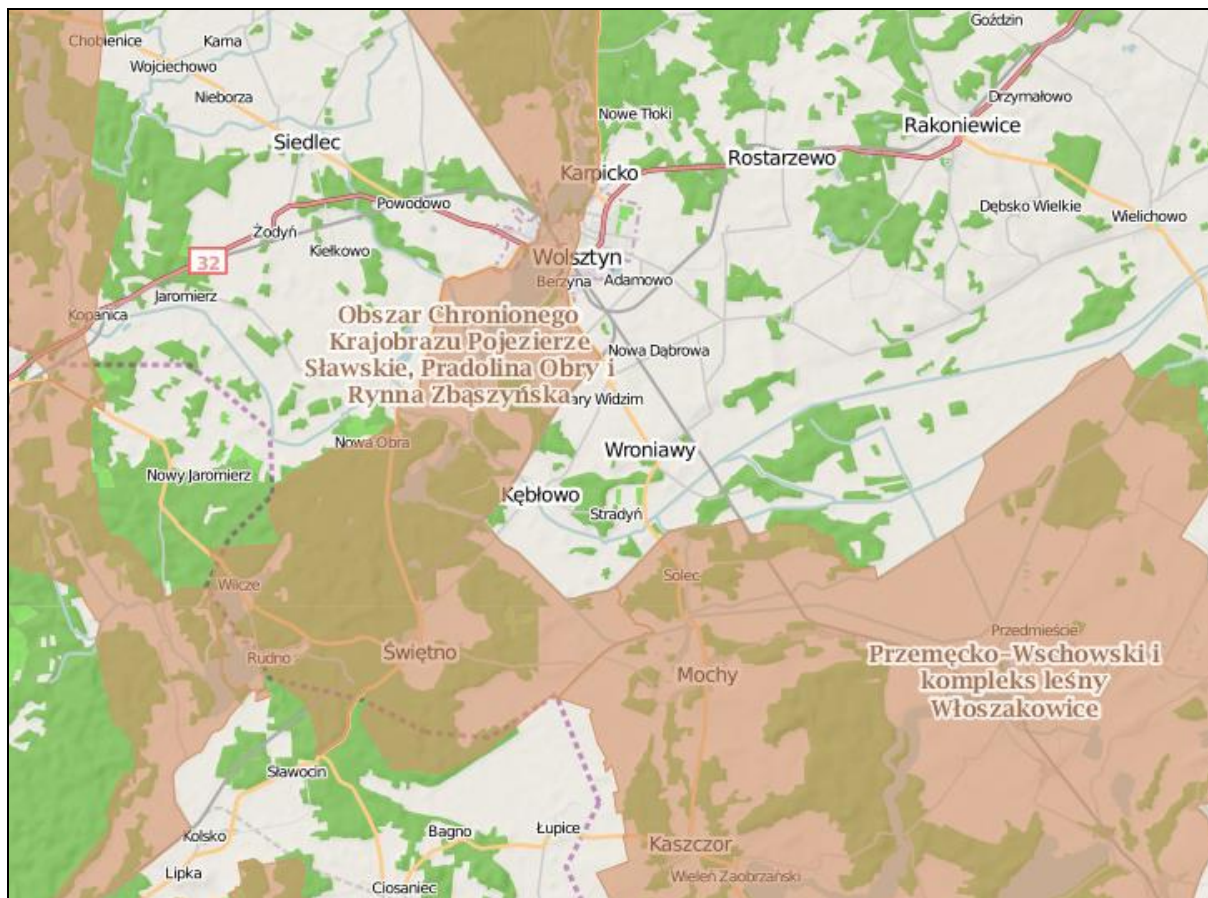 Goździn
Chobienice
Karna
Wojciechowo
Nieborza
Drzymałowo
Nowe Tłoki
Rakoniewice
Siedlec
Rostarzewo
Karpicko
Powodowo
Dębsko Wielkie
Wielichowo
Żodyń
Kiełkowo
32
Wolsztyn
Berzyna
Adamowo
Jaromierz
Kopanica
Obszar Chronionego
Krajobrazu Pojezierze
Sławskie, Pradolina Obry i
Rynna Zbąszyńska
Nowa Dąbrowa
ary Widzim
Nowa Obra
Wroniawy
Nowy Jaromierz
Kębłowo
Stradyń
Solec
Wilcze
Przedmieście
Świętno
Rudno
Przemęcko-Wschowski i
kompleks leśny
Włoszakowice
Mochy
Sławocin
Kolsko
Bagno
Łupice
Kaszczor
Lipka
Ciosaniec
Wieleń Zaobrzański